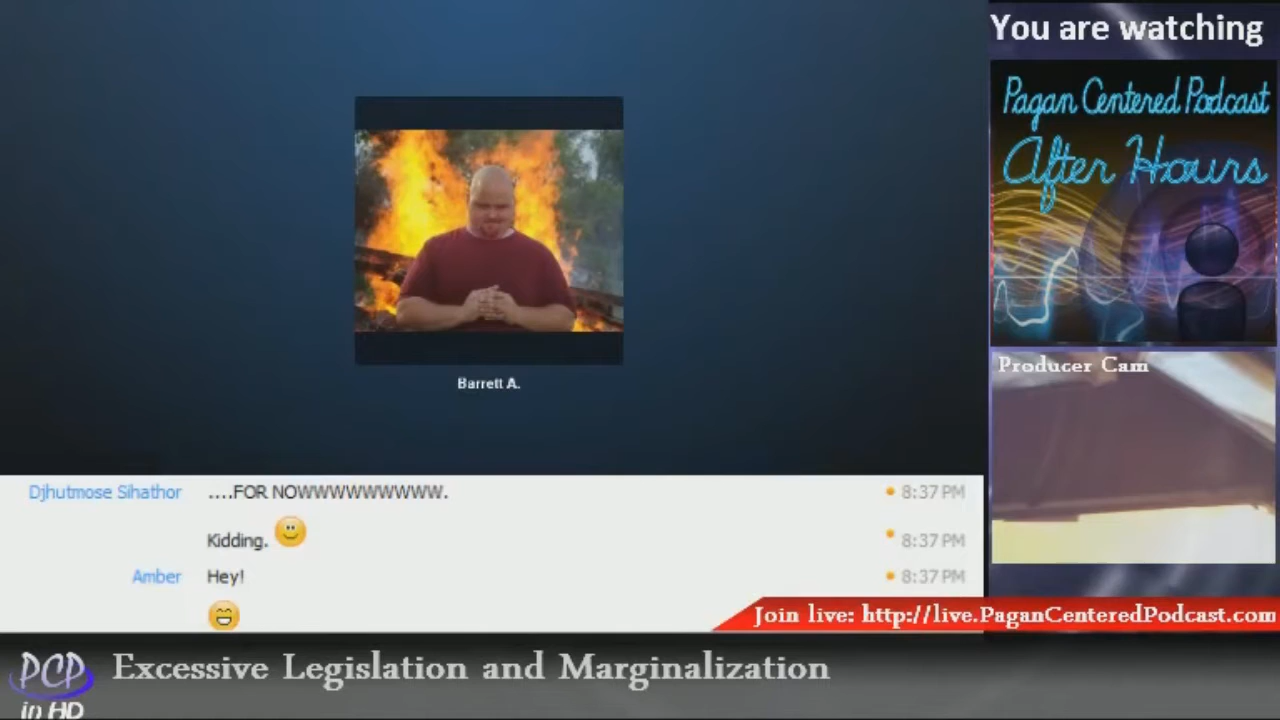 You are watching
Pagan Centered Podcast
After Hours
Producer Cam
Barrett A.
Djhutmose Sihathor ....FOR NOWWWWWWWWW. 8:37 PM
Kidding. 8:37 PM
Amber Hey! 8:37 PM
Join live: http://live.PaganCenteredPodcast.com
PCP Excessive Legislation and Marginalization
in HD